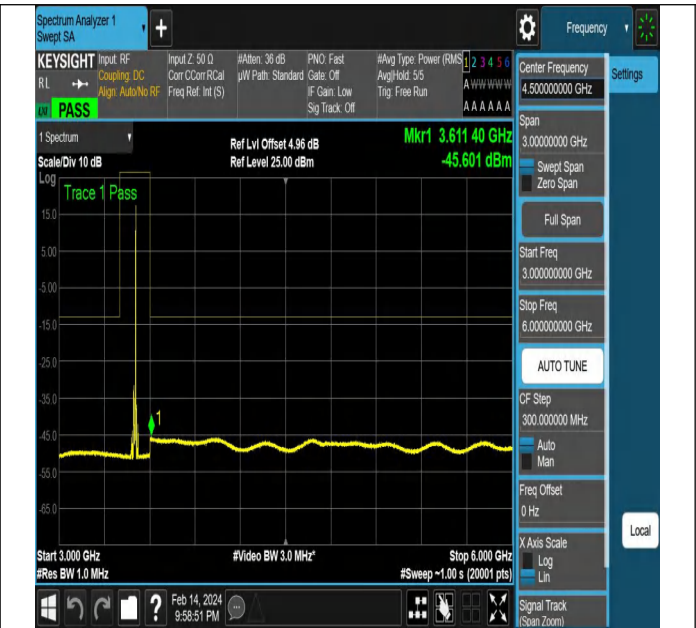 Spectrum Analyzer 1
Swept SA
Frequency
KEYSIGHT
RL
PASS
Input: RF
Coupling: DC
Align: Auto/No RF
Input Z: 50 Ω
Corr CCorr RCal
Freq Ref: Int (S)
#Atten: 36 dB
µW Path: Standard
PNO: Fast
Gate: Off
IF Gain: Low
Sig Track: Off
#Avg Type: Power (RMS
Avg|Hold: 5/5
Trig: Free Run
1 2 3 4 5 6
A W W W W W
A A A A A A
1 Spectrum
Scale/Div 10 dB
Log
Ref Lvl Offset 4.96 dB
Ref Level 25.00 dBm
Mkr1 3.611 40 GHz
-45.601 dBm
Trace 1 Pass
15.0
5.00
-5.00
-15.0
-25.0
-35.0
-45.0
-55.0
-65.0
1
Start 3.000 GHz
#Res BW 1.0 MHz
#Video BW 3.0 MHz*
Stop 6.000 GHz
#Sweep ~1.00 s (20001 pts)
?
Feb 14, 2024
9:58:51 PM
Center Frequency
4.500000000 GHz
Settings
Span
3.00000000 GHz
Swept Span
Zero Span
Full Span
Start Freq
3.000000000 GHz
Stop Freq
6.000000000 GHz
AUTO TUNE
CF Step
300.000000 MHz
Auto
Man
Freq Offset
0 Hz
X Axis Scale
Log
Lin
Local
Signal Track
(Span Zoom)